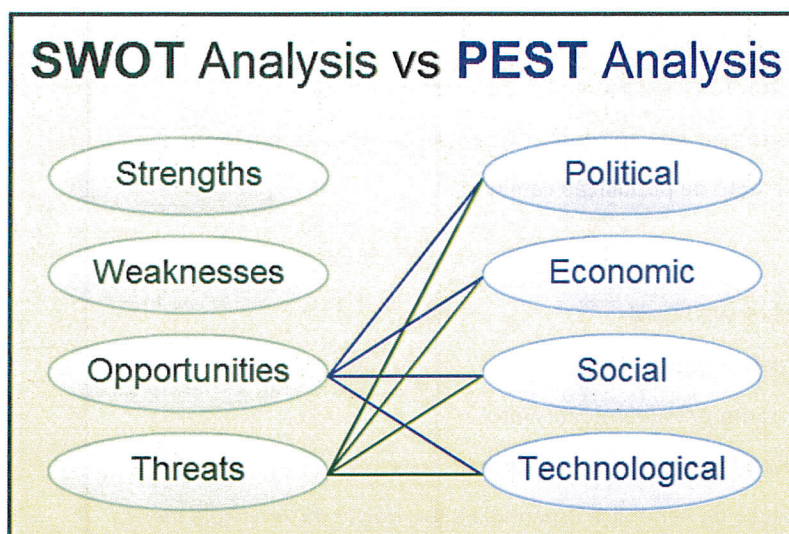 SWOT Analysis vs PEST Analysis
Strengths
Political
Weaknesses
Economic
Opportunities
Social
Threats
Technological